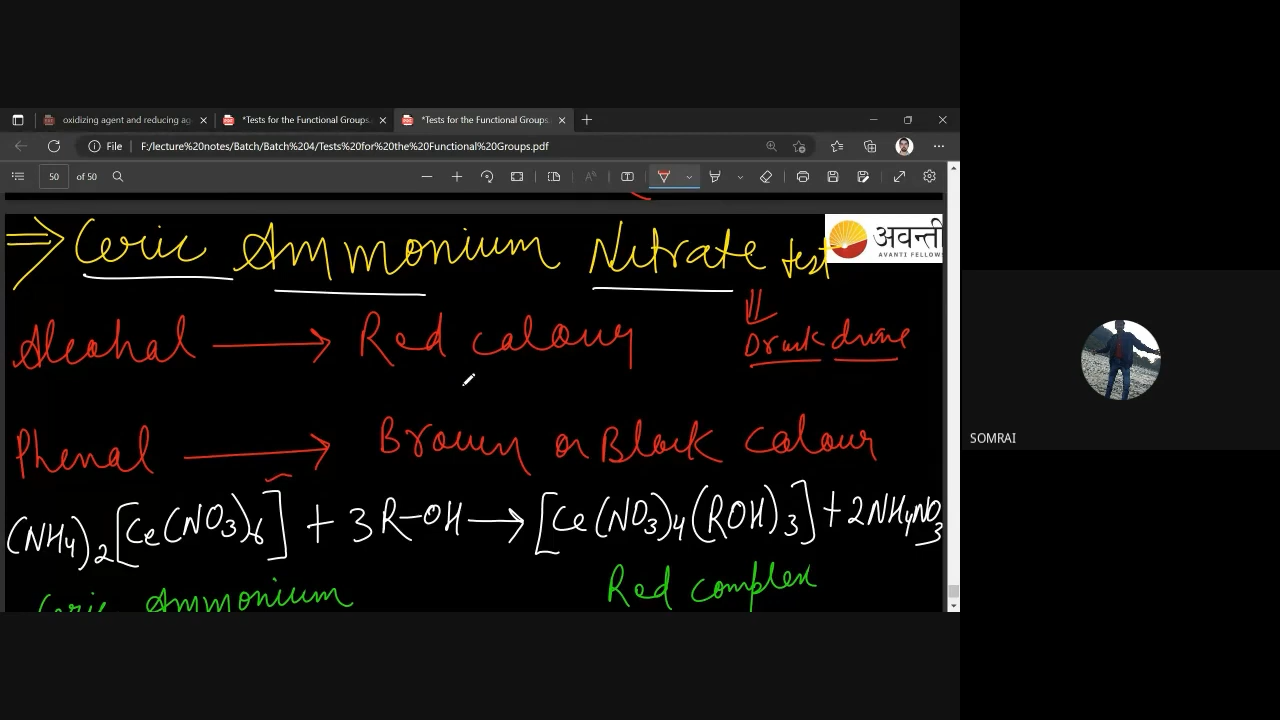 oxidizing agent and reducing ag
*Tests for the Functional Groups.
*Tests for the Functional Groups.
File
F:/lecture%20notes/Batch/Batch%204/Tests%20for%20the%20Functional%20Groups.pdf
50 of 50
⇒ Ceric Ammonium Nitrate test
अवन्ती
AVANTI FELLOWS
Alcohal → Red calour
Drunk drive
Phenal → Brown or Black calour
(NH4)2[Ce(NO3)6] + 3R-OH → [Ce(NO3)4(ROH)3] + 2NH4NO3
Ceric Ammonium
Red complex
SOMRAI